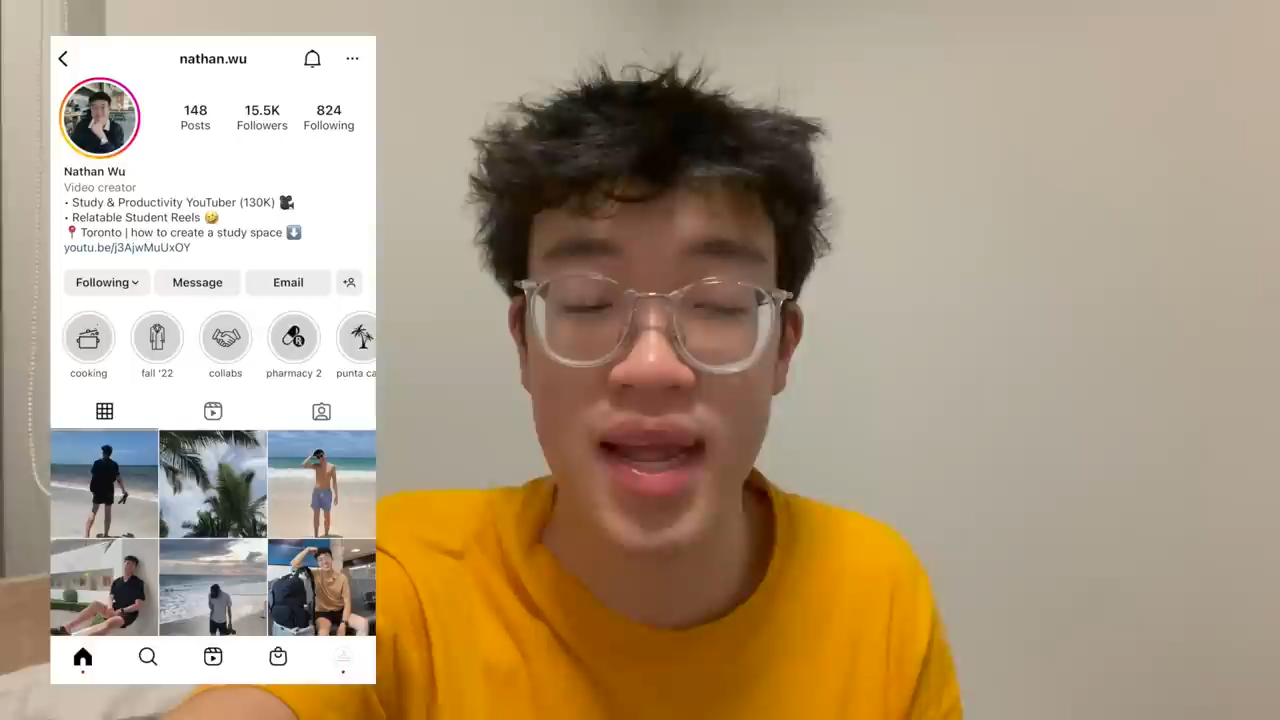 nathan.wu
148 15.5K 824
Posts Followers Following
Nathan Wu
Video creator
• Study & Productivity YouTuber (130K) 🎥
• Relatable Student Reels 🤣
📍 Toronto | how to create a study space ⬇️
youtu.be/j3AjwMuUxOY
Following Message Email
cooking fall '22 collabs pharmacy 2 punta ca